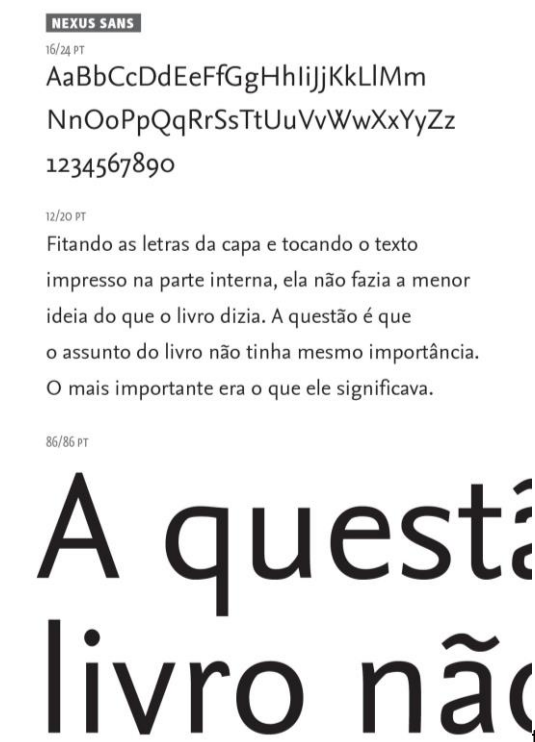 NEXUS SANS
16/24 PT
AaBbCcDdEeFfGgHhIiJjKkLlMm
NnOoPpQqRrSsTtUuVvWwXxYyZz
1234567890
12/20 PT
Fitando as letras da capa e tocando o texto
impresso na parte interna, ela não fazia a menor
ideia do que o livro dizia. A questão é que
o assunto do livro não tinha mesmo importância.
O mais importante era o que ele significava.
86/86 PT
A questã
livro não